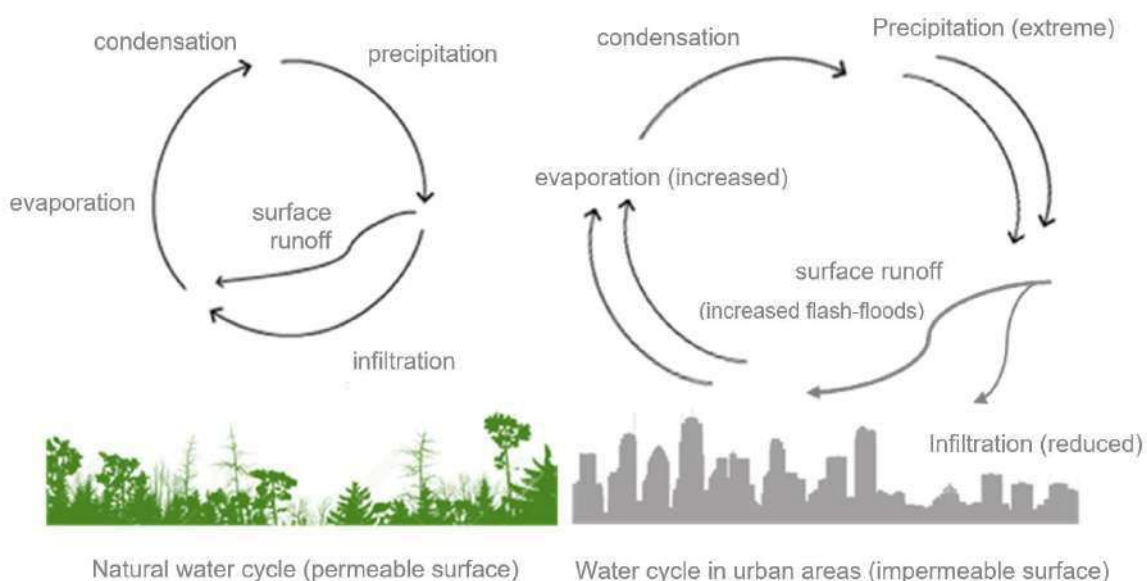 condensation
precipitation
evaporation
surface
runoff
infiltration
Natural water cycle (permeable surface)
condensation
Precipitation (extreme)
evaporation (increased)
surface runoff
(increased flash-floods)
Infiltration (reduced)
Water cycle in urban areas (impermeable surface)